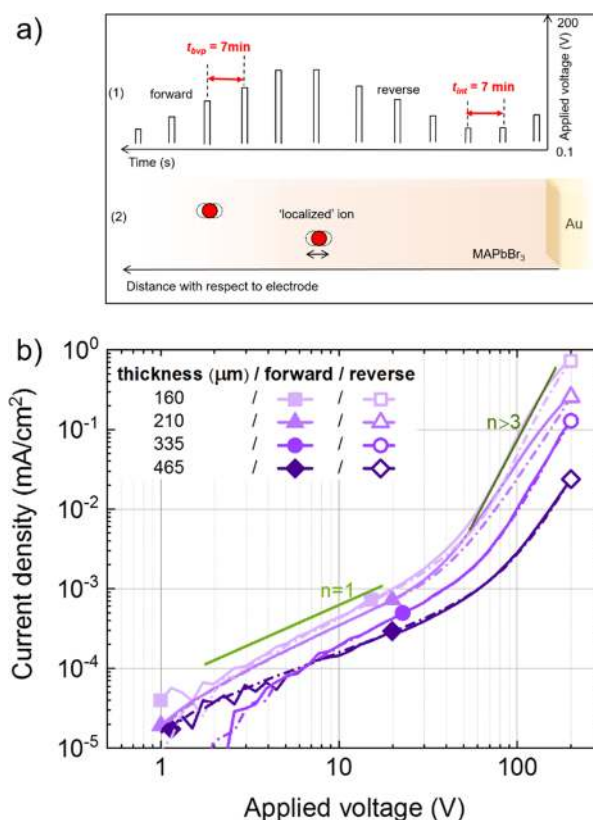 a)
200
t_bvp = 7min
t_int = 7 min
(1)
forward
reverse
Applied voltage (V)
Time (s)
0.1
(2)
'localized' ion
Au
MAPbBr₃
Distance with respect to electrode
b)
10⁰
10⁻¹
10⁻²
10⁻³
10⁻⁴
10⁻⁵
Current density (mA/cm²)
thickness (μm) / forward / reverse
160 / /
210 / /
335 / /
465 / /
n>3
n=1
1 10 100
Applied voltage (V)